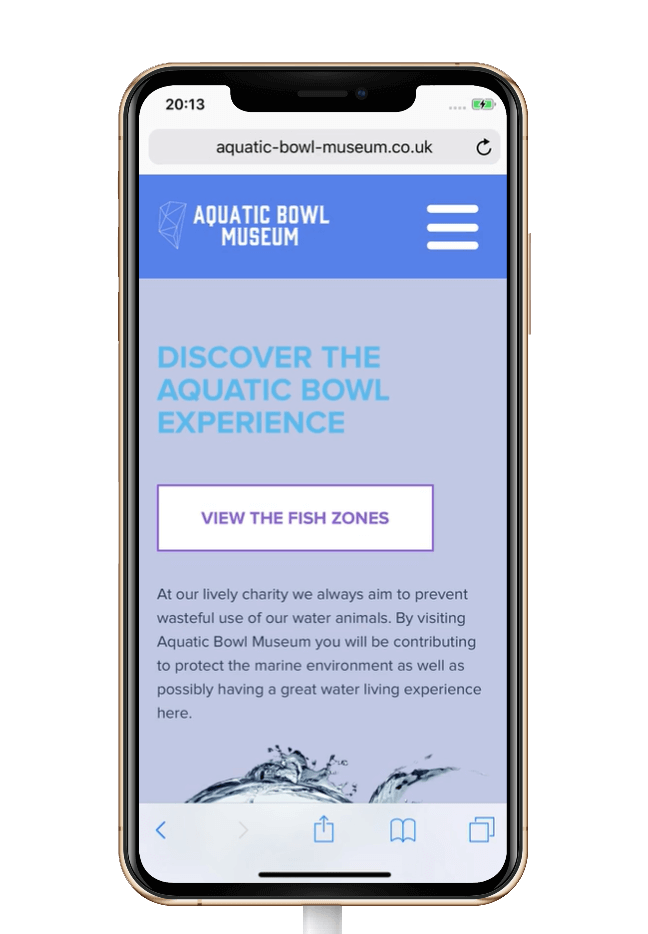 20:13
aquatic-bowl-museum.co.uk
AQUATIC BOWL
MUSEUM
DISCOVER THE
AQUATIC BOWL
EXPERIENCE
VIEW THE FISH ZONES
At our lively charity we always aim to prevent
wasteful use of our water animals. By visiting
Aquatic Bowl Museum you will be contributing
to protect the marine environment as well as
possibly having a great water living experience
here.